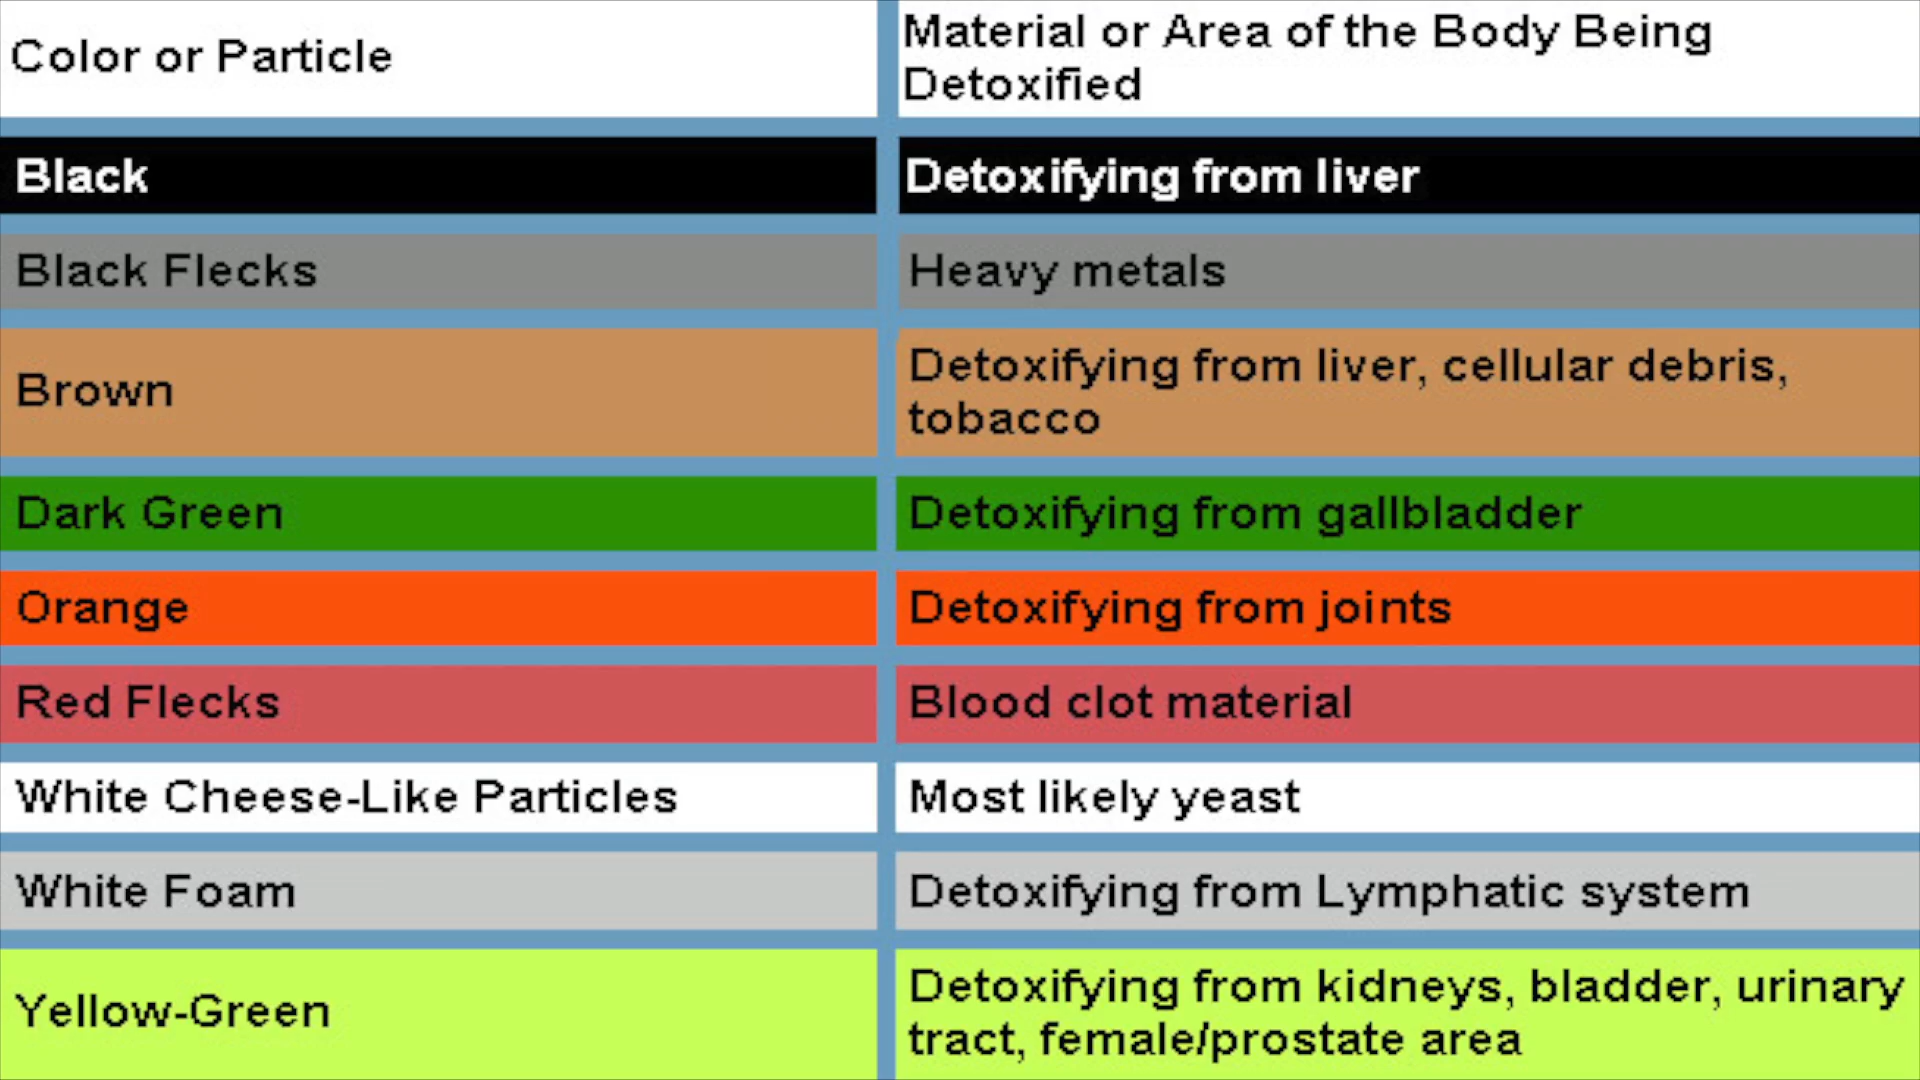 Color or Particle
Material or Area of the Body Being
Detoxified
Black
Detoxifying from liver
Black Flecks
Heavy metals
Brown
Detoxifying from liver, cellular debris,
tobacco
Dark Green
Detoxifying from gallbladder
Orange
Detoxifying from joints
Red Flecks
Blood clot material
White Cheese-Like Particles
Most likely yeast
White Foam
Detoxifying from Lymphatic system
Yellow-Green
Detoxifying from kidneys, bladder, urinary
tract, female/prostate area